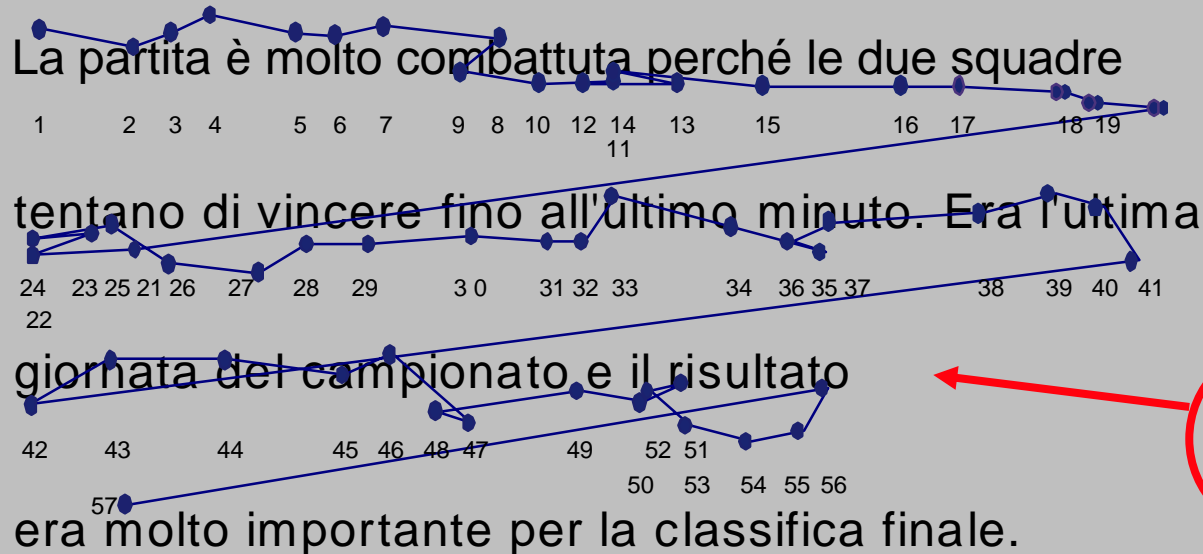 La partita è molto combattuta perché le due squadre
1 2 3 4 5 6 7 9 8 10 12 14 13 15 16 17 18 19
11
tentano di vincere fino all'ultimo minuto. Era l'ultima
24 23 25 21 26 27 28 29 3 0 31 32 33 34 36 35 37 38 39 40 41
22
giornata del campionato e il risultato
42 43 44 45 46 48 47 49 52 51
50 53 54 55 56
57
era molto importante per la classifica finale.